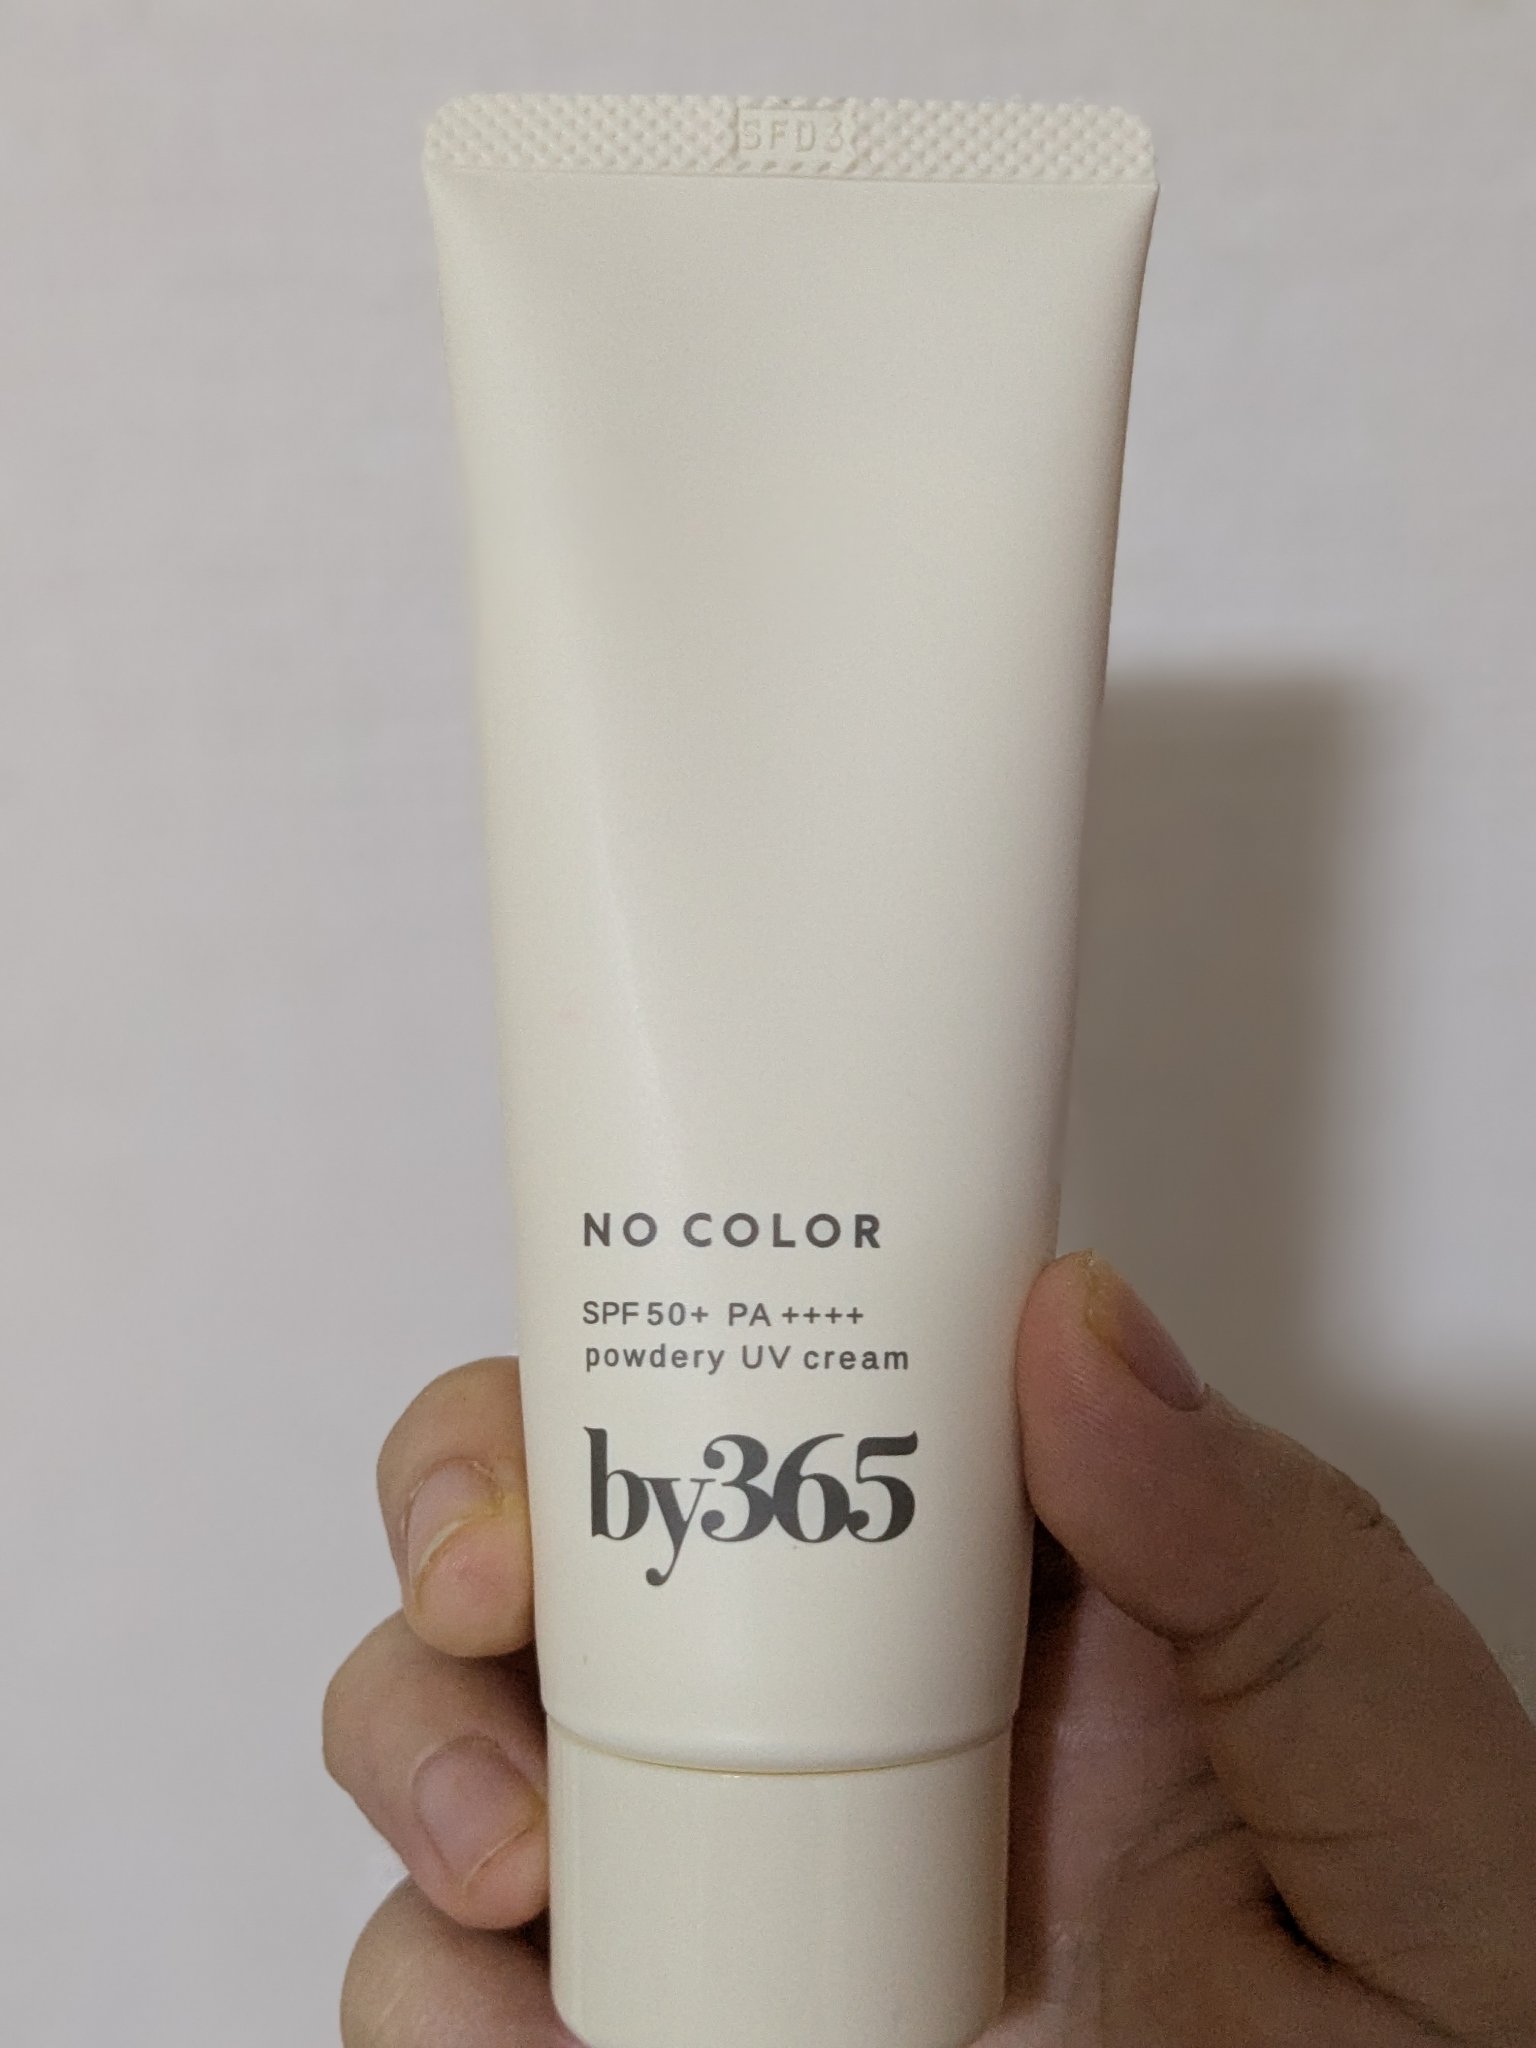 SFD3
NO COLOR
SPF50+ PA++++
powdery UV cream
by365